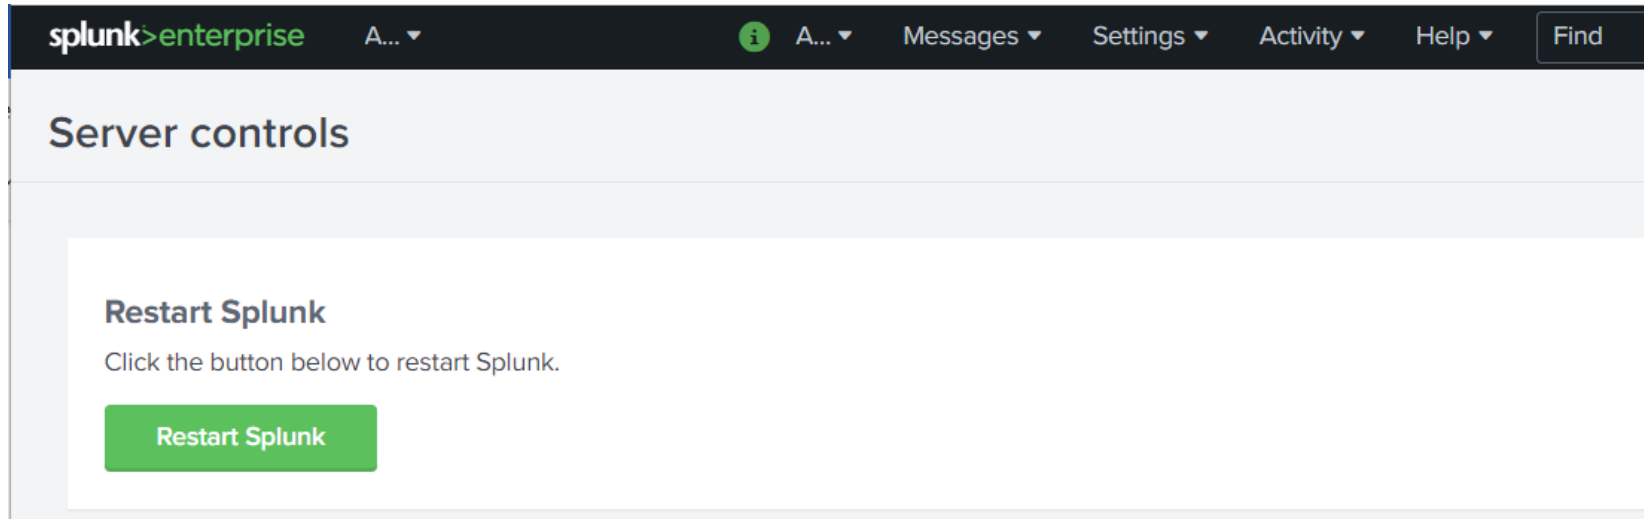 splunk>enterprise A... A... Messages Settings Activity Help Find
Server controls
Restart Splunk
Click the button below to restart Splunk.
Restart Splunk